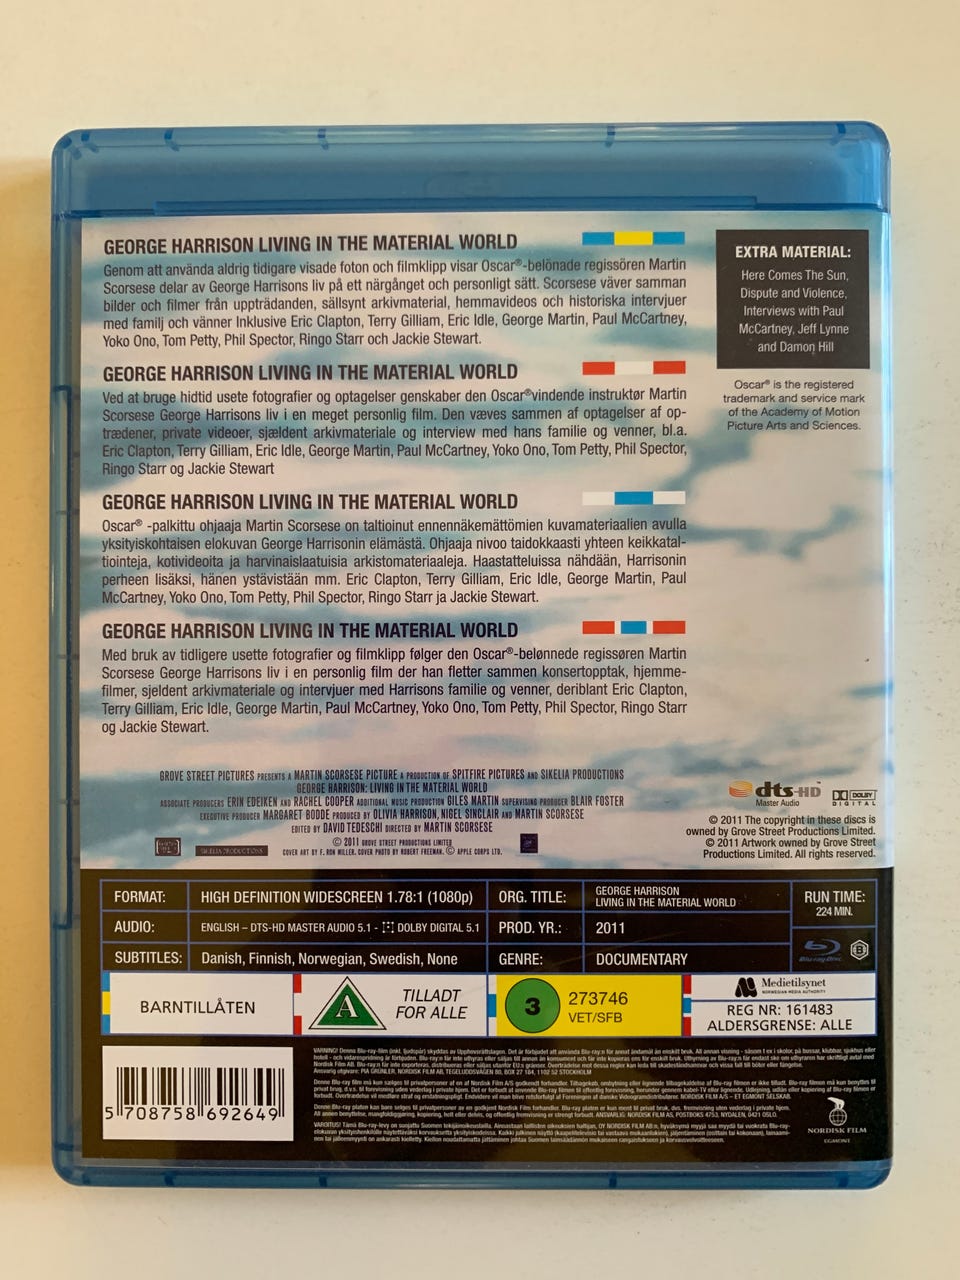 GEORGE HARRISON LIVING IN THE MATERIAL WORLD
Genom att använda aldrig tidigare visade foton och filmklipp visar Oscar®-belönade regissören Martin
Scorsese delar av George Harrisons liv på ett närgånget och personligt sätt. Scorsese väver samman
bilder och filmer från uppträdanden, sällsynt arkivmaterial, hemmavideos och historiska intervjuer
med familj och vänner Inklusive Eric Clapton, Terry Gilliam, Eric Idle, George Martin, Paul McCartney,
Yoko Ono, Tom Petty, Phil Spector, Ringo Starr och Jackie Stewart.
GEORGE HARRISON LIVING IN THE MATERIAL WORLD
Ved at bruge hidtid usete fotografier og optagelser genskaber den Oscar®vindende instruktør Martin
Scorsese George Harrisons liv i en meget personlig film. Den væves sammen af optagelser af op-
trædener, private videoer, sjældent arkivmateriale og interview med hans familie og venner, bl.a.
Eric Clapton, Terry Gilliam, Eric Idle, George Martin, Paul McCartney, Yoko Ono, Tom Petty, Phil Spector,
Ringo Starr og Jackie Stewart
GEORGE HARRISON LIVING IN THE MATERIAL WORLD
Oscar® -palkittu ohjaaja Martin Scorsese on taltioinut ennennäkemättömien kuvamateriaalien avulla
yksityiskohtaisen elokuvan George Harrisonin elämästä. Ohjaaja nivoo taidokkaasti yhteen keikkatal-
tiointeja, kotivideoita ja harvinaislaatuisia arkistomateriaaleja. Haastatteluissa nähdään, Harrisonin
perheen lisäksi, hänen ystävistään mm. Eric Clapton, Terry Gilliam, Eric Idle, George Martin, Paul
McCartney, Yoko Ono, Tom Petty, Phil Spector, Ringo Starr ja Jackie Stewart.
GEORGE HARRISON LIVING IN THE MATERIAL WORLD
Med bruk av tidligere usette fotografier og filmklipp følger den Oscar®-belønnede regissøren Martin
Scorsese George Harrisons liv i en personlig film der han fletter sammen konsertopptak, hjemme-
filmer, sjeldent arkivmateriale og intervjuer med Harrisons familie og venner, deriblant Eric Clapton,
Terry Gilliam, Eric Idle, George Martin, Paul McCartney, Yoko Ono, Tom Petty, Phil Spector, Ringo Starr
og Jackie Stewart.
EXTRA MATERIAL:
Here Comes The Sun,
Dispute and Violence,
Interviews with Paul
McCartney, Jeff Lynne
and Damon Hill
Oscar® is the registered
trademark and service mark
of the Academy of Motion
Picture Arts and Sciences.
GROVE STREET PICTURES PRESENTS A MARTIN SCORSESE PICTURE A PRODUCTION OF SPITFIRE PICTURES AND SIKELIA PRODUCTIONS
GEORGE HARRISON: LIVING IN THE MATERIAL WORLD
ASSOCIATE PRODUCERS ERIN EDEIKEN AND RACHEL COOPER ADDITIONAL MUSIC PRODUCTION GILES MARTIN SUPERVISING PRODUCER BLAIR FOSTER
EXECUTIVE PRODUCER MARGARET BODDE PRODUCED BY OLIVIA HARRISON, NIGEL SINCLAIR AND MARTIN SCORSESE
EDITED BY DAVID TEDESCHI DIRECTED BY MARTIN SCORSESE
© 2011 GROVE STREET PRODUCTIONS LIMITED
COVER ART BY F. RON MILLER. COVER PHOTO BY ROBERT FREEMAN. © APPLE CORPS LTD.
SIKELIA PRODUCTIONS
dts-HD
Master Audio
DOLBY
DIGITAL
© 2011 The copyright in these discs is
owned by Grove Street Productions Limited.
© 2011 Artwork owned by Grove Street
Productions Limited. All rights reserved.
FORMAT: HIGH DEFINITION WIDESCREEN 1.78:1 (1080p)
AUDIO: ENGLISH – DTS-HD MASTER AUDIO 5.1 - DOLBY DIGITAL 5.1
SUBTITLES: Danish, Finnish, Norwegian, Swedish, None
ORG. TITLE: GEORGE HARRISON
LIVING IN THE MATERIAL WORLD
PROD. YR.: 2011
GENRE: DOCUMENTARY
RUN TIME:
224 MIN.
Blu-ray Disc
B
BARNTILLÅTEN
A
TILLADT
FOR ALLE
3
273746
VET/SFB
Medietilsynet
NORWEGIAN MEDIA AUTHORITY
REG NR: 161483
ALDERSGRENSE: ALLE
5 708758 692649
NORDISK FILM
EGMONT